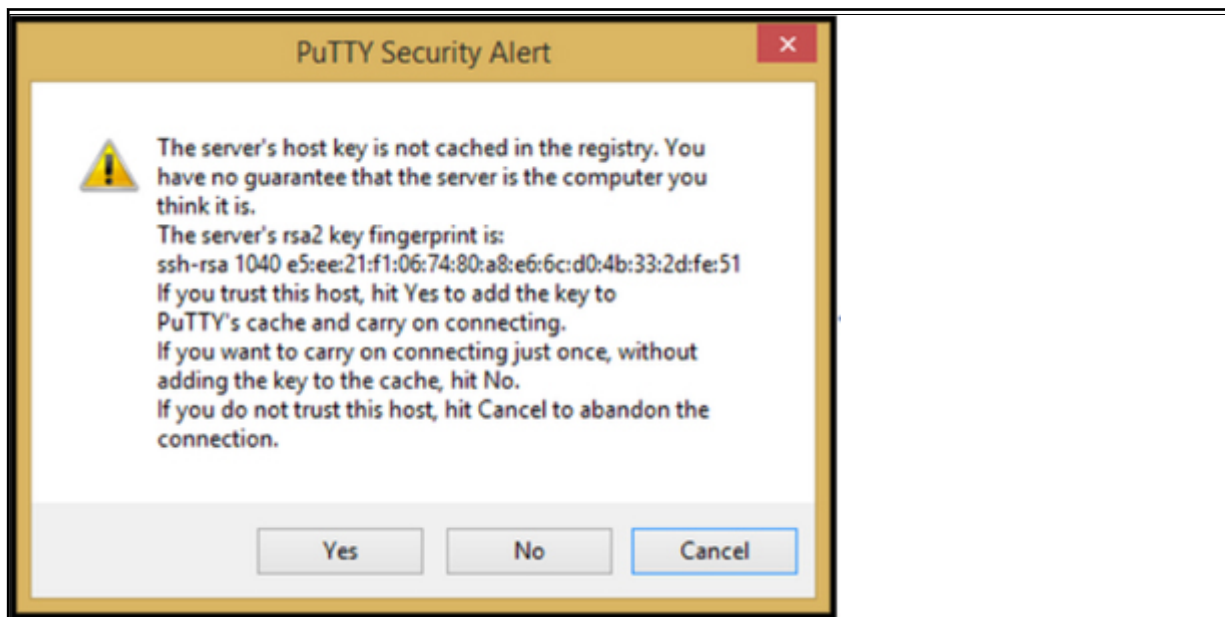 PuTTY Security Alert
The server's host key is not cached in the registry. You
have no guarantee that the server is the computer you
think it is.
The server's rsa2 key fingerprint is:
ssh-rsa 1040 e5:ee:21:f1:06:74:80:a8:e6:6c:d0:4b:33:2d:fe:51
If you trust this host, hit Yes to add the key to
PuTTY's cache and carry on connecting.
If you want to carry on connecting just once, without
adding the key to the cache, hit No.
If you do not trust this host, hit Cancel to abandon the
connection.
Yes No Cancel